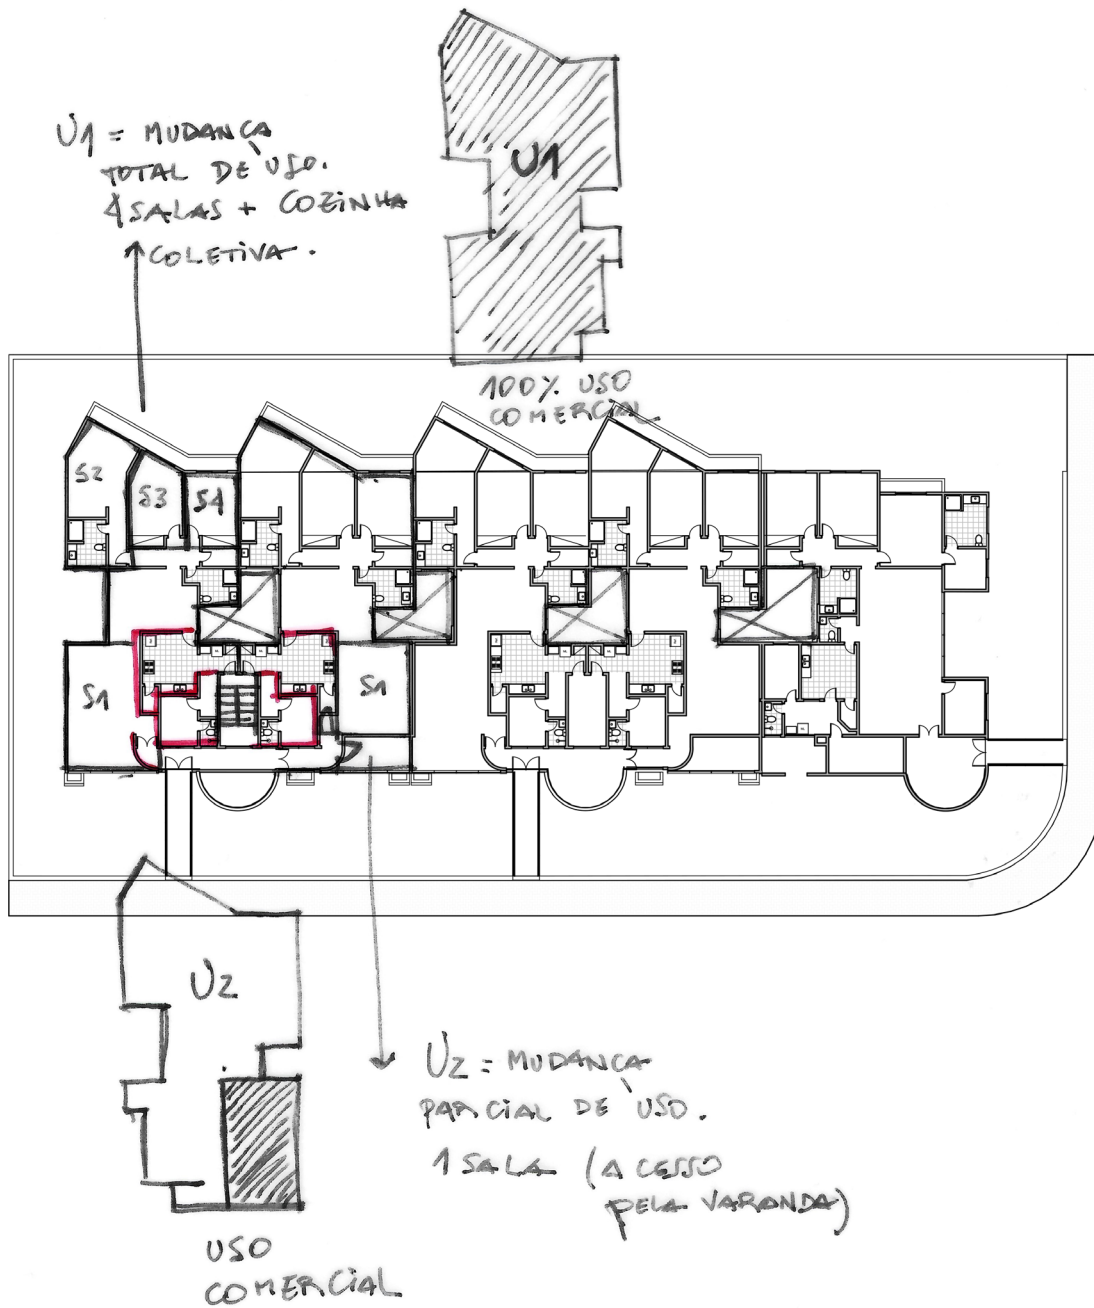 U1 = MUDANÇA
TOTAL DE USO.
4 SALAS + COZINHA
COLETIVA.
U1
100% USO
COMERCIAL
S2
S3
S4
S1
S1
U2
USO
COMERCIAL
U2 = MUDANÇA
PARCIAL DE USO.
1 SALA (ACESSO
PELA VARANDA)